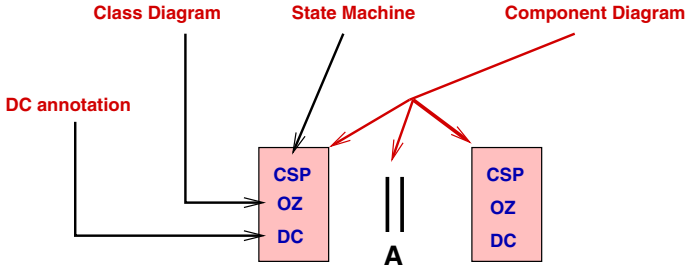 Class Diagram
State Machine
Component Diagram
DC annotation
CSP
OZ
DC
A
CSP
OZ
DC